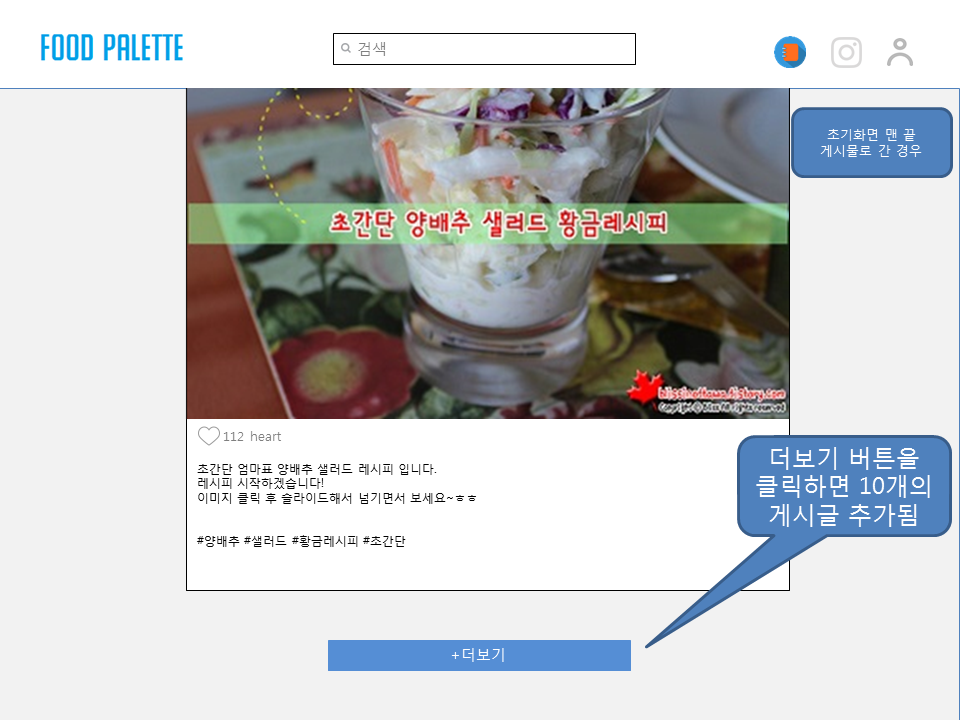 FOOD PALETTE
검색
초기화면 맨 끝
게시물로 간 경우
초간단 양배추 샐러드 황금레시피
blissinottawa.tistory.com
Copyright © Bliss All rights reserved
112 heart
초간단 엄마표 양배추 샐러드 레시피 입니다.
레시피 시작하겠습니다!
이미지 클릭 후 슬라이드해서 넘기면서 보세요~ㅎㅎ
#양배추 #샐러드 #황금레시피 #초간단
더보기 버튼을
클릭하면 10개의
게시글 추가됨
+더보기